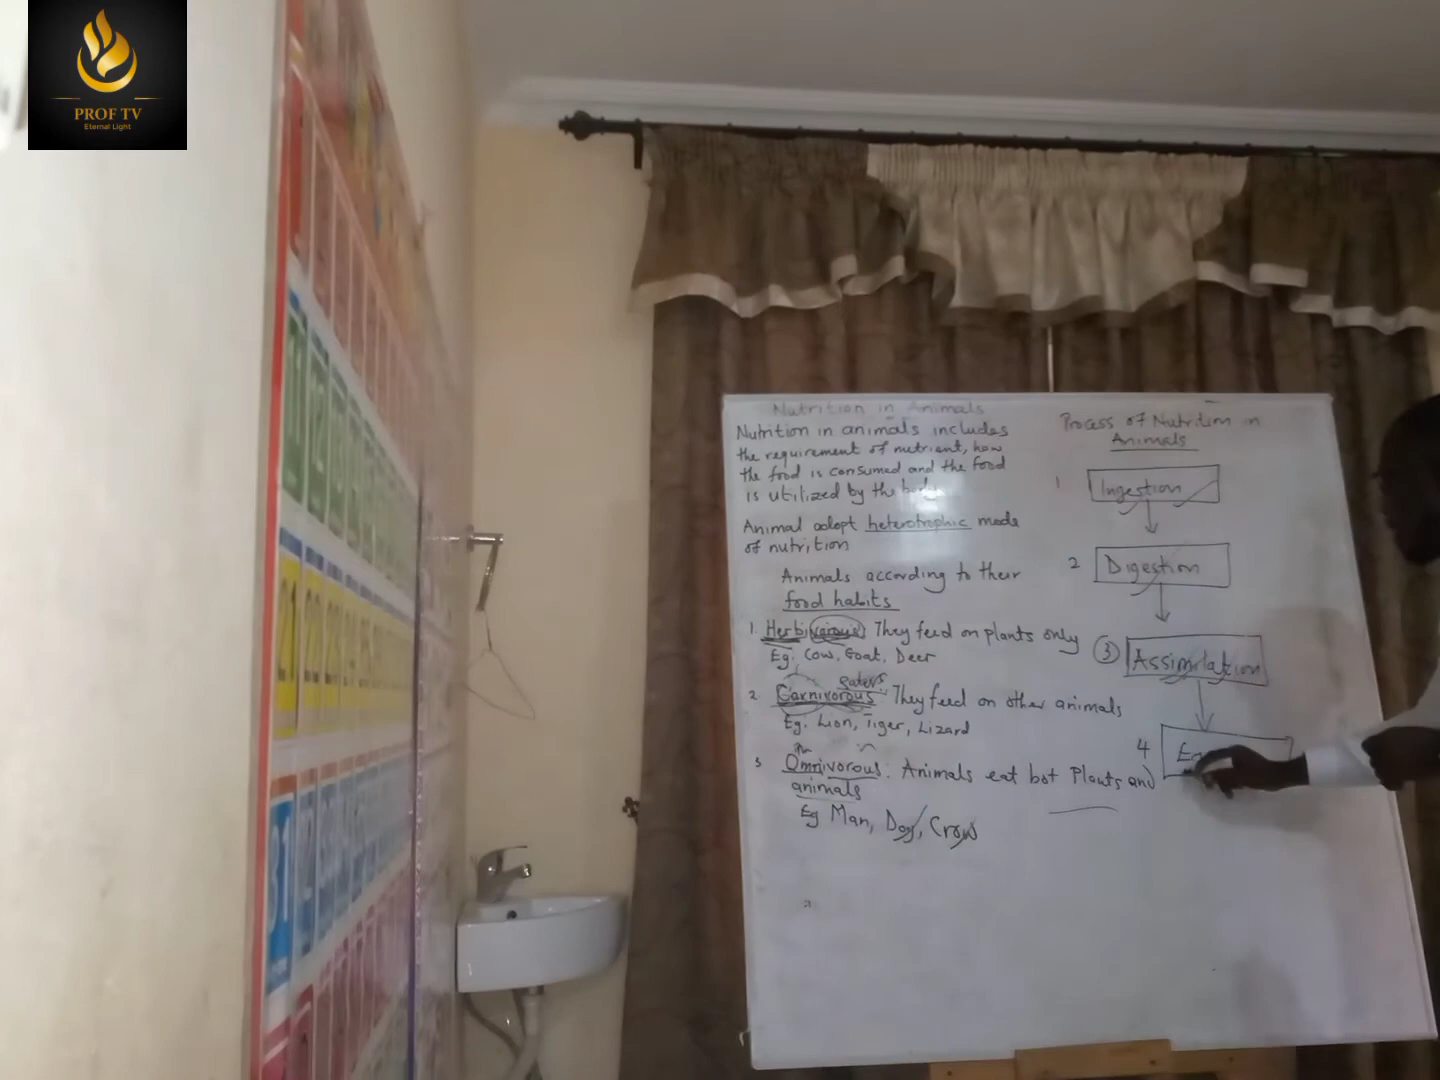 PROF TV
Eternal Light
Nutrition in Animals
Nutrition in animals includes
the requirement of nutrient, how
the food is consumed and the food
is utilized by the body
Animal adopt heterotrophic mode
of nutrition
Animals according to their
food habits
1 Herbivorous: They feed on plants only
Eg. Cow, Goat, Deer
eaters
2 Carnivorous They feed on other animals
Eg. Lion, Tiger, Lizard
3 Omnivorous: Animals eat bot Plants and
animals
Eg Man, Dog, Crow
Process of Nutrition in
Animals
1 Ingestion
2 Digestion
3 Assimilation
4
21
31